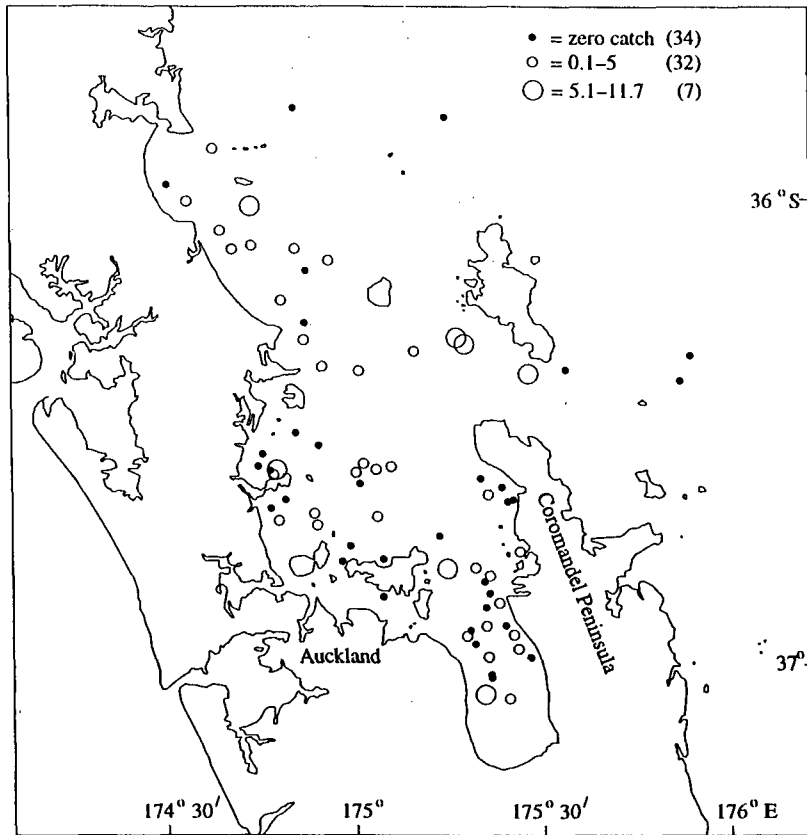 • = zero catch (34)
○ = 0.1–5 (32)
◯ = 5.1–11.7 (7)
36° S
Coromandel Peninsula
Auckland
37°
174° 30′
175°
175° 30′
176° E